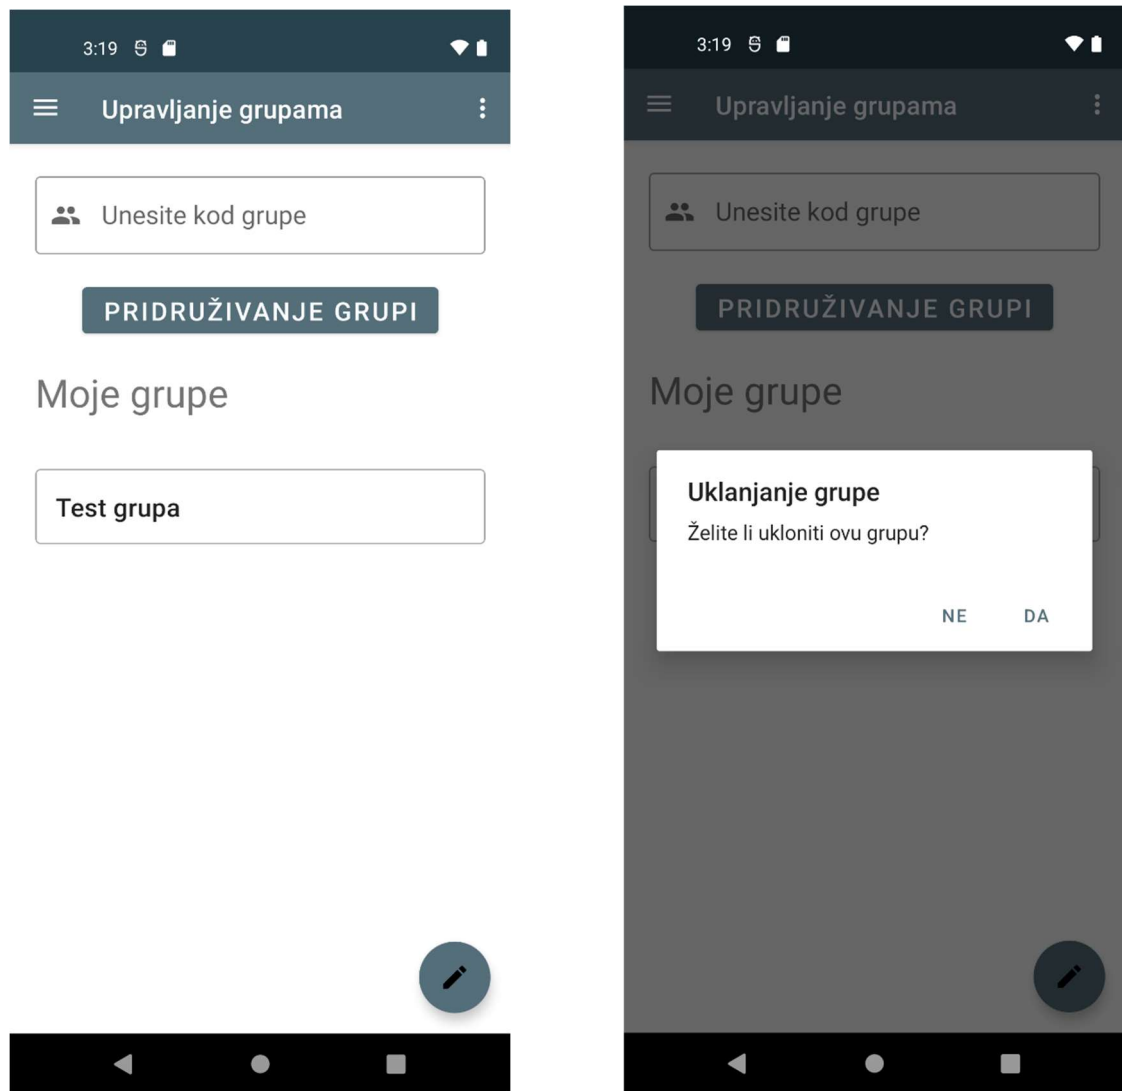 3:19
Upravljanje grupama
Unesite kod grupe
PRIDRUŽIVANJE GRUPI
Moje grupe
Test grupa
3:19
Upravljanje grupama
Unesite kod grupe
PRIDRUŽIVANJE GRUPI
Moje grupe
Uklanjanje grupe
Želite li ukloniti ovu grupu?
NE DA